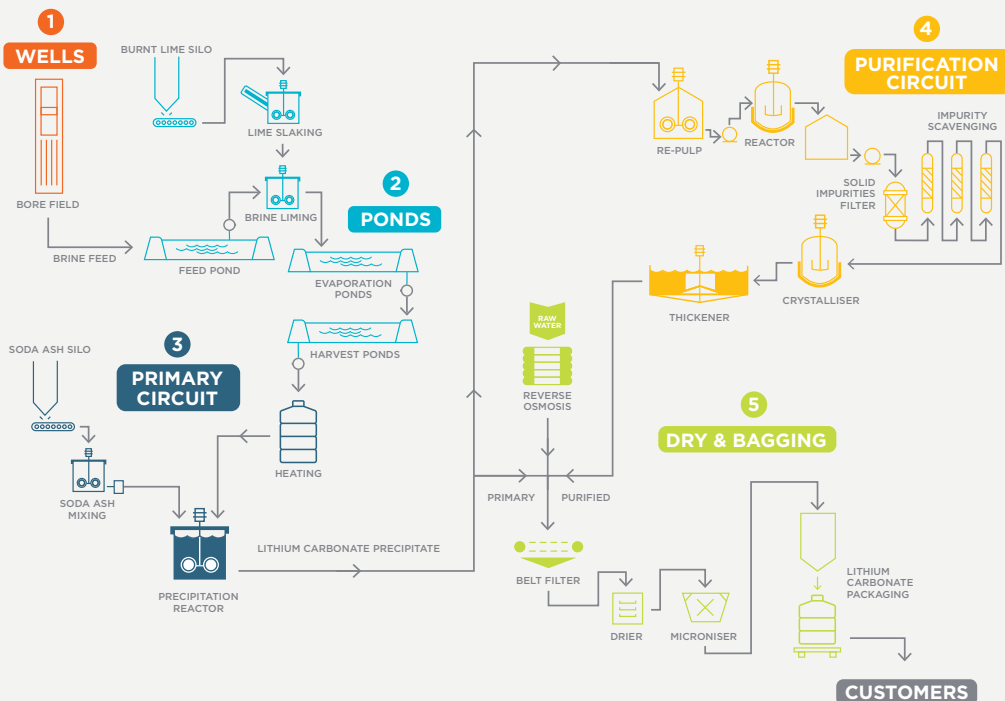 1
WELLS
BORE FIELD
BRINE FEED
BURNT LIME SILO
LIME SLAKING
BRINE LIMING
2
PONDS
FEED POND
EVAPORATION
PONDS
HARVEST PONDS
SODA ASH SILO
3
PRIMARY
CIRCUIT
HEATING
SODA ASH
MIXING
PRECIPITATION
REACTOR
LITHIUM CARBONATE PRECIPITATE
4
PURIFICATION
CIRCUIT
RE-PULP
REACTOR
IMPURITY
SCAVENGING
SOLID
IMPURITIES
FILTER
CRYSTALLISER
THICKENER
RAW
WATER
REVERSE
OSMOSIS
5
DRY & BAGGING
PRIMARY
PURIFIED
BELT FILTER
DRIER
MICRONISER
LITHIUM
CARBONATE
PACKAGING
CUSTOMERS